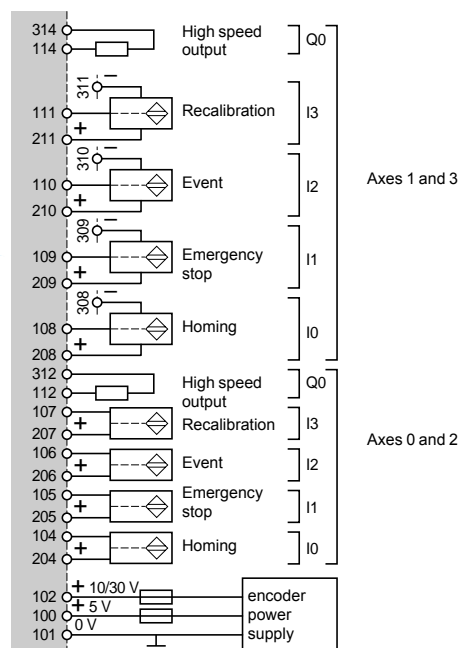 314
High speed
output
Q0
114
311
−
111
Recalibration
I3
+
211
310
−
110
Event
I2
Axes 1 and 3
+
210
309
−
109
Emergency
stop
I1
+
209
308
−
108
Homing
I0
+
208
312
High speed
output
Q0
112
107
+
Recalibration
I3
207
Axes 0 and 2
106
+
Event
I2
206
105
Emergency
stop
+
I1
205
104
+
Homing
I0
204
+ 10/30 V
102
encoder
+ 5 V
100
power
0 V
101
supply